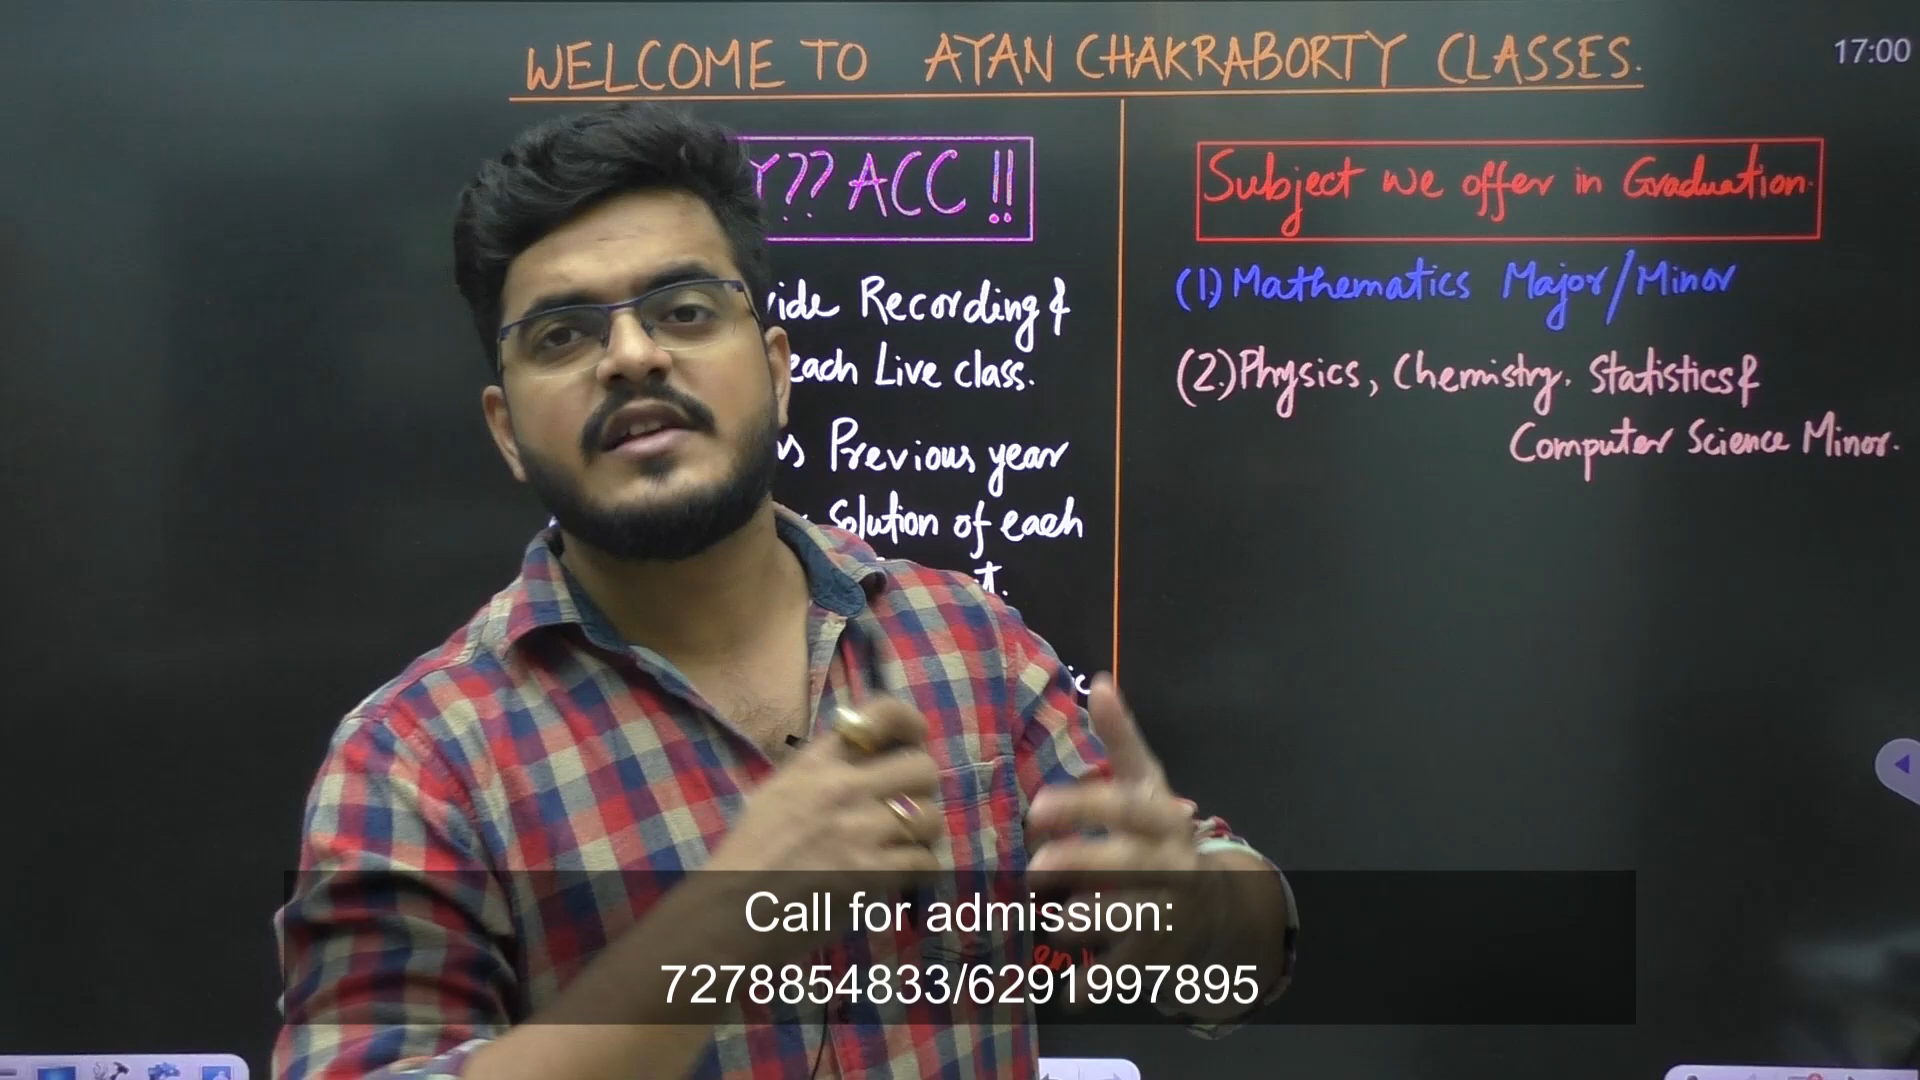 WELCOME TO AYAN CHAKRABORTY CLASSES.
17:00
Y?? ACC !!
Recording &
each Live class.
Previous year
Solution of each
Subject we offer in Graduation.
(1) Mathematics Major/Minor
(2.) Physics, Chemistry, Statistics &
Computer Science Minor.
Call for admission:
7278854833/6291997895